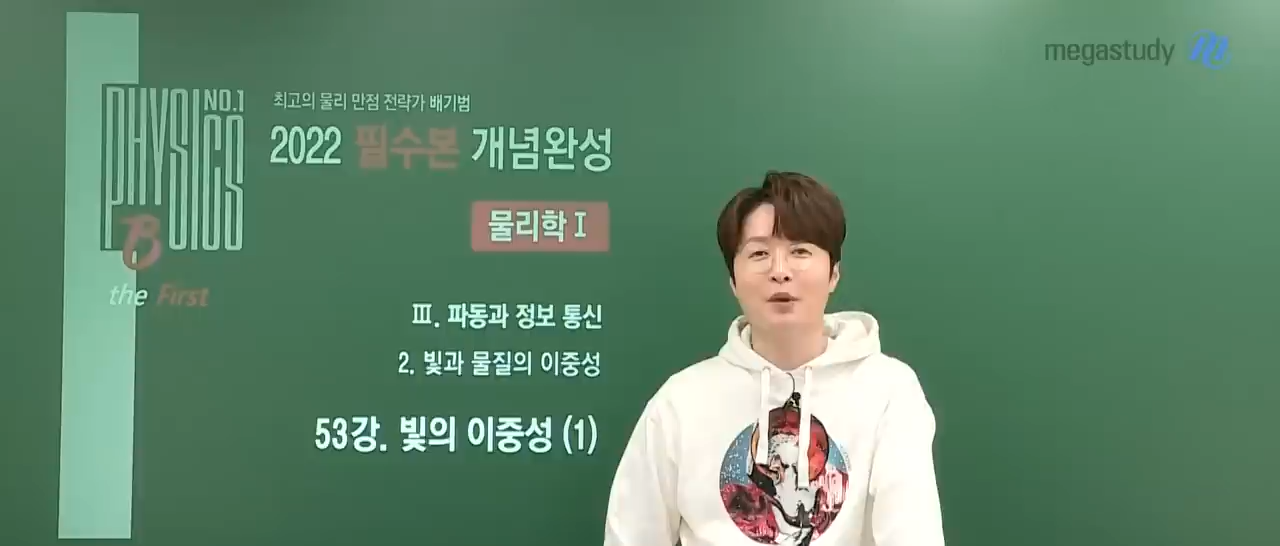 megastudy
PHYSICS
NO.1
B
the First
최고의 물리 만점 전략가 배기범
2022 필수본 개념완성
물리학 I
Ⅲ. 파동과 정보 통신
2. 빛과 물질의 이중성
53강. 빛의 이중성 (1)